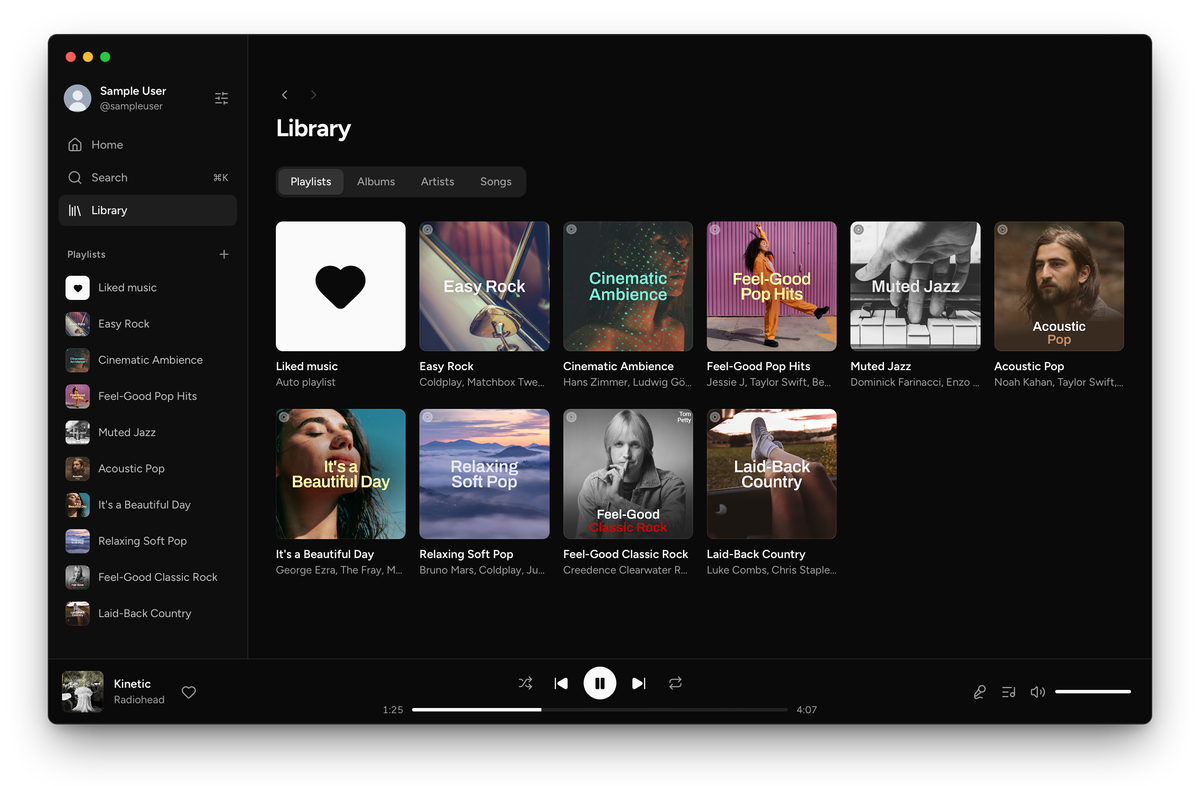 Sample User
@sampleuser
Home
Search ⌘K
Library
Playlists
Liked music
Easy Rock
Cinematic Ambience
Feel-Good Pop Hits
Muted Jazz
Acoustic Pop
It's a Beautiful Day
Relaxing Soft Pop
Feel-Good Classic Rock
Laid-Back Country
Library
Playlists Albums Artists Songs
Easy Rock
Cinematic
Ambience
Feel-Good
Pop Hits
Muted Jazz
Acoustic
Pop
Liked music
Auto playlist
Easy Rock
Coldplay, Matchbox Twe...
Cinematic Ambience
Hans Zimmer, Ludwig Gö...
Feel-Good Pop Hits
Jessie J, Taylor Swift, Be...
Muted Jazz
Dominick Farinacci, Enzo ...
Acoustic Pop
Noah Kahan, Taylor Swift,...
It's a
Beautiful Day
Relaxing
Soft Pop
Tom
Petty
Feel-Good
Classic Rock
Laid-Back
Country
It's a Beautiful Day
George Ezra, The Fray, M...
Relaxing Soft Pop
Bruno Mars, Coldplay, Ju...
Feel-Good Classic Rock
Creedence Clearwater R...
Laid-Back Country
Luke Combs, Chris Staple...
Kinetic
Radiohead
1:25
4:07